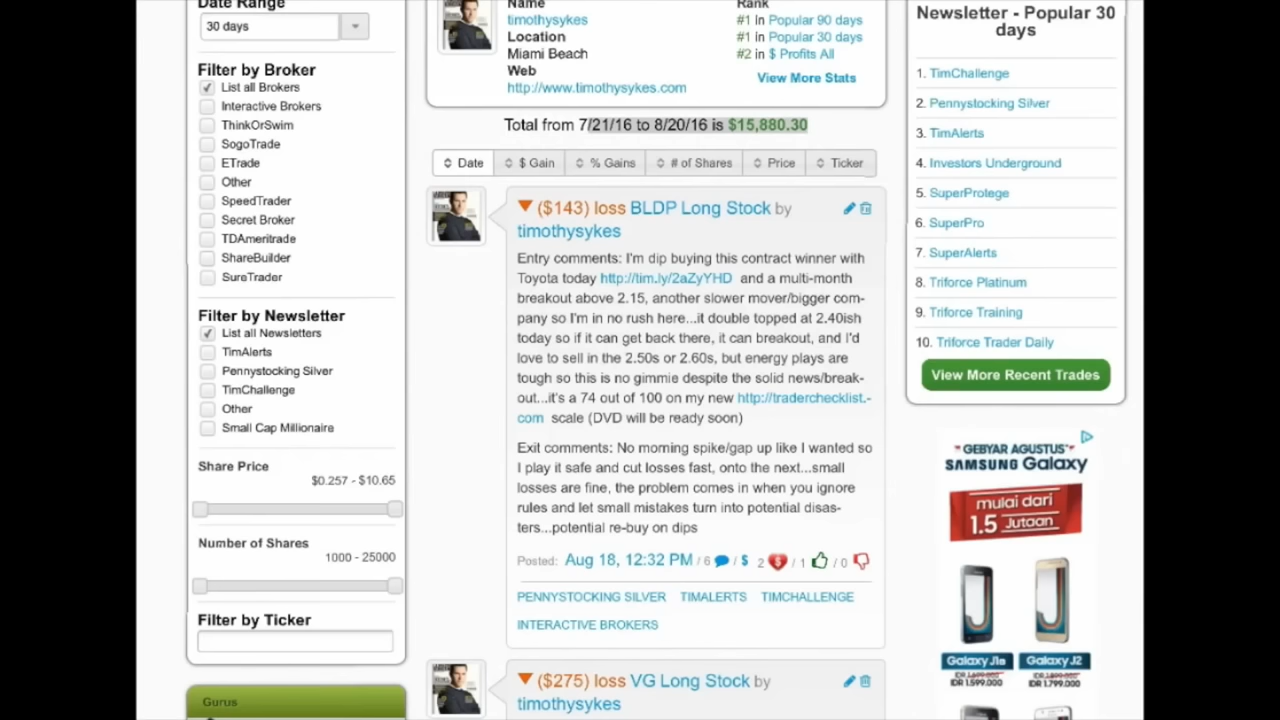 Date Range
30 days
Filter by Broker
List all Brokers
Interactive Brokers
ThinkOrSwim
SogoTrade
ETrade
Other
SpeedTrader
Secret Broker
TDAmeritrade
ShareBuilder
SureTrader
Filter by Newsletter
List all Newsletters
TimAlerts
Pennystocking Silver
TimChallenge
Other
Small Cap Millionaire
Share Price
$0.257 - $10.65
Number of Shares
1000 - 25000
Filter by Ticker
Gurus
Name
timothysykes
Location
Miami Beach
Web
http://www.timothysykes.com
Rank
#1 in Popular 90 days
#1 in Popular 30 days
#2 in $ Profits All
View More Stats
Total from 7/21/16 to 8/20/16 is $15,880.30
Date $ Gain % Gains # of Shares Price Ticker
($143) loss BLDP Long Stock by
timothysykes
Entry comments: I'm dip buying this contract winner with
Toyota today http://tim.ly/2aZyYHD and a multi-month
breakout above 2.15, another slower mover/bigger com-
pany so I'm in no rush here...it double topped at 2.40ish
today so if it can get back there, it can breakout, and I'd
love to sell in the 2.50s or 2.60s, but energy plays are
tough so this is no gimmie despite the solid news/break-
out...it's a 74 out of 100 on my new http://traderchecklist.-
com scale (DVD will be ready soon)
Exit comments: No morning spike/gap up like I wanted so
I play it safe and cut losses fast, onto the next...small
losses are fine, the problem comes in when you ignore
rules and let small mistakes turn into potential disas-
ters...potential re-buy on dips
Posted: Aug 18, 12:32 PM / 6 / $ 2 / 1 / 0
PENNYSTOCKING SILVER TIMALERTS TIMCHALLENGE
INTERACTIVE BROKERS
($275) loss VG Long Stock by
timothysykes
Newsletter - Popular 30
days
1. TimChallenge
2. Pennystocking Silver
3. TimAlerts
4. Investors Underground
5. SuperProtege
6. SuperPro
7. SuperAlerts
8. Triforce Platinum
9. Triforce Training
10. Triforce Trader Daily
View More Recent Trades
"GEBYAR AGUSTUS"
SAMSUNG Galaxy
mulai dari
1.5 Jutaan
Galaxy J1s Galaxy J2
IDR 1.599.000 IDR 1.799.000